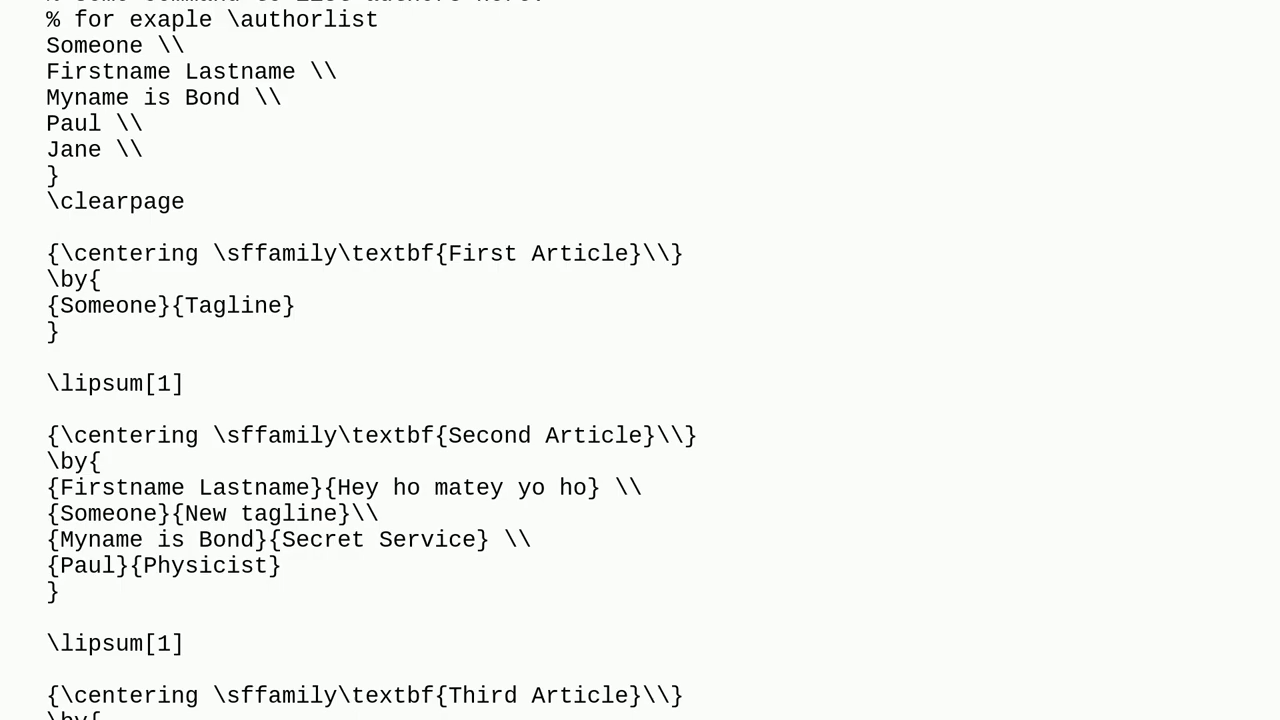 % for exaple \authorlist
Someone \\
Firstname Lastname \\
Myname is Bond \\
Paul \\
Jane \\
}
\clearpage
{\centering \sffamily\textbf{First Article}\\}
\by{
{Someone}{Tagline}
}
\lipsum[1]
{\centering \sffamily\textbf{Second Article}\\}
\by{
{Firstname Lastname}{Hey ho matey yo ho} \\
{Someone}{New tagline}\\
{Myname is Bond}{Secret Service} \\
{Paul}{Physicist}
}
\lipsum[1]
{\centering \sffamily\textbf{Third Article}\\}
\by{